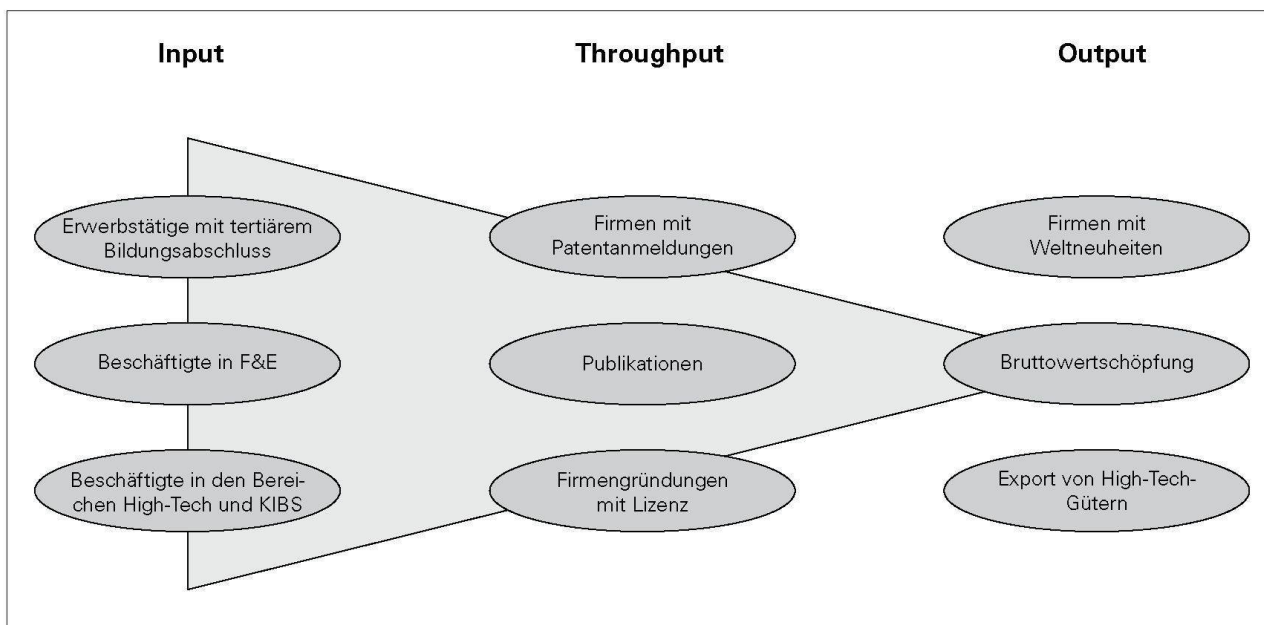 Input
Throughput
Output
Erwerbstätige mit tertiärem
Bildungsabschluss
Firmen mit
Patentanmeldungen
Firmen mit
Weltneuheiten
Beschäftigte in F&E
Publikationen
Bruttowertschöpfung
Beschäftigte in den Berei-
chen High-Tech und KIBS
Firmengründungen
mit Lizenz
Export von High-Tech-
Gütern